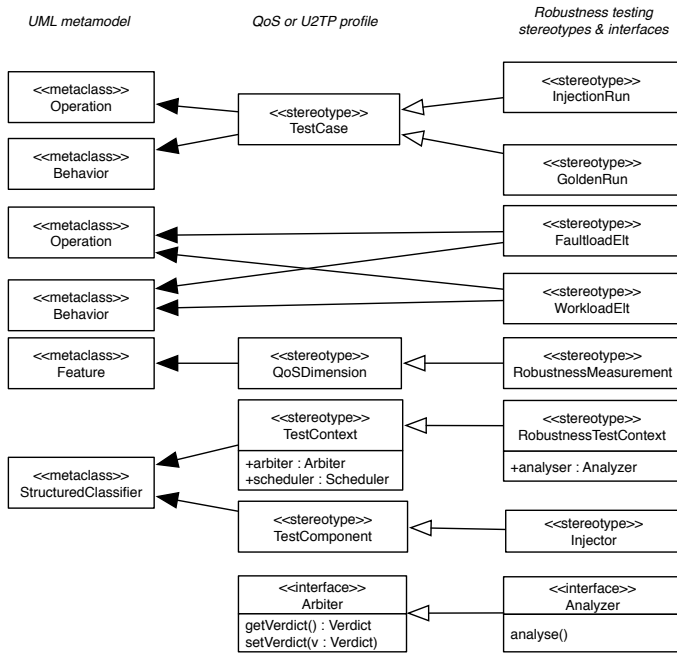 UML metamodel
QoS or U2TP profile
Robustness testing
stereotypes & interfaces
<<metaclass>>
Operation
<<stereotype>>
TestCase
<<stereotype>>
InjectionRun
<<metaclass>>
Behavior
<<stereotype>>
GoldenRun
<<metaclass>>
Operation
<<stereotype>>
FaultloadElt
<<metaclass>>
Behavior
<<stereotype>>
WorkloadElt
<<metaclass>>
Feature
<<stereotype>>
QoSDimension
<<stereotype>>
RobustnessMeasurement
<<stereotype>>
TestContext
+arbiter : Arbiter
+scheduler : Scheduler
<<stereotype>>
RobustnessTestContext
+analyser : Analyzer
<<metaclass>>
StructuredClassifier
<<stereotype>>
TestComponent
<<stereotype>>
Injector
<<interface>>
Arbiter
getVerdict() : Verdict
setVerdict(v : Verdict)
<<interface>>
Analyzer
analyse()